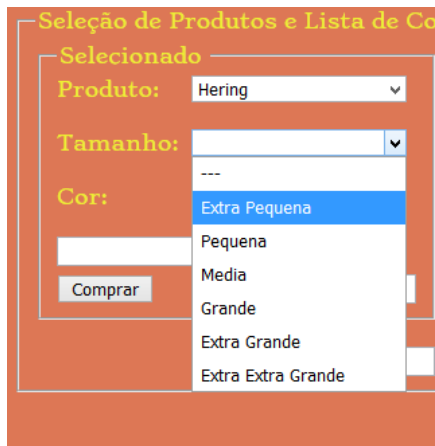 Seleção de Produtos e Lista de Co
Selecionado
Produto: Hering
Tamanho:
---
Cor:
Extra Pequena
Pequena
Media
Comprar
Grande
Extra Grande
Extra Extra Grande